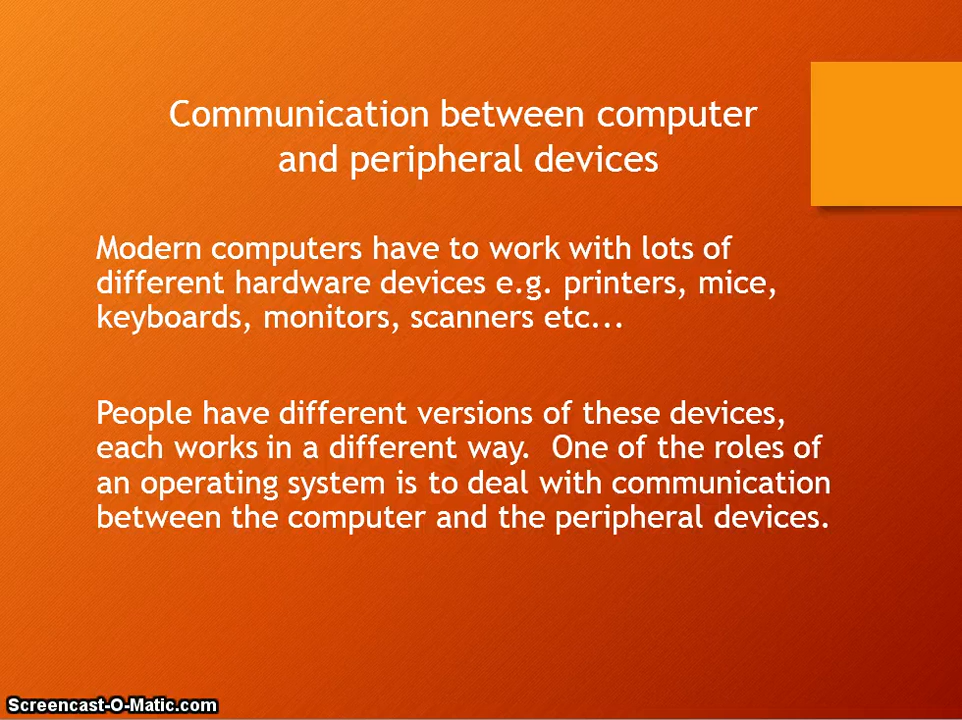 Communication between computer
and peripheral devices
Modern computers have to work with lots of
different hardware devices e.g. printers, mice,
keyboards, monitors, scanners etc...
People have different versions of these devices,
each works in a different way.  One of the roles of
an operating system is to deal with communication
between the computer and the peripheral devices.
Screencast-O-Matic.com